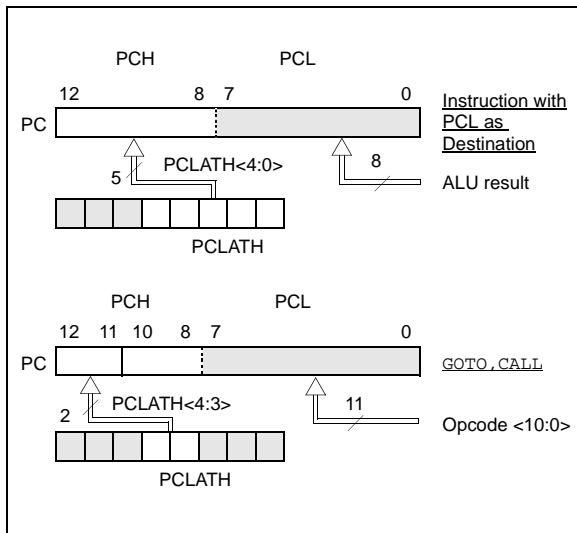 PCH PCL
12 8 7 0
PC
Instruction with
PCL as
Destination
5 PCLATH<4:0> 8
ALU result
PCLATH
PCH PCL
12 11 10 8 7 0
PC
GOTO,CALL
2 PCLATH<4:3> 11
Opcode <10:0>
PCLATH